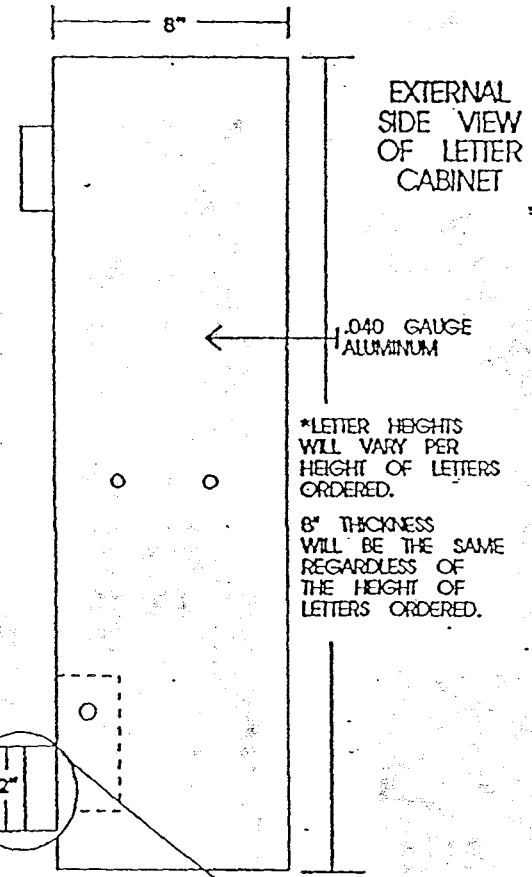 8"
EXTERNAL
SIDE VIEW
OF LETTER
CABINET
.040 GAUGE
ALUMINUM
*LETTER HEIGHTS
WILL VARY PER
HEIGHT OF LETTERS
ORDERED.
8" THICKNESS
WILL BE THE SAME
REGARDLESS OF
THE HEIGHT OF
LETTERS ORDERED.
2"